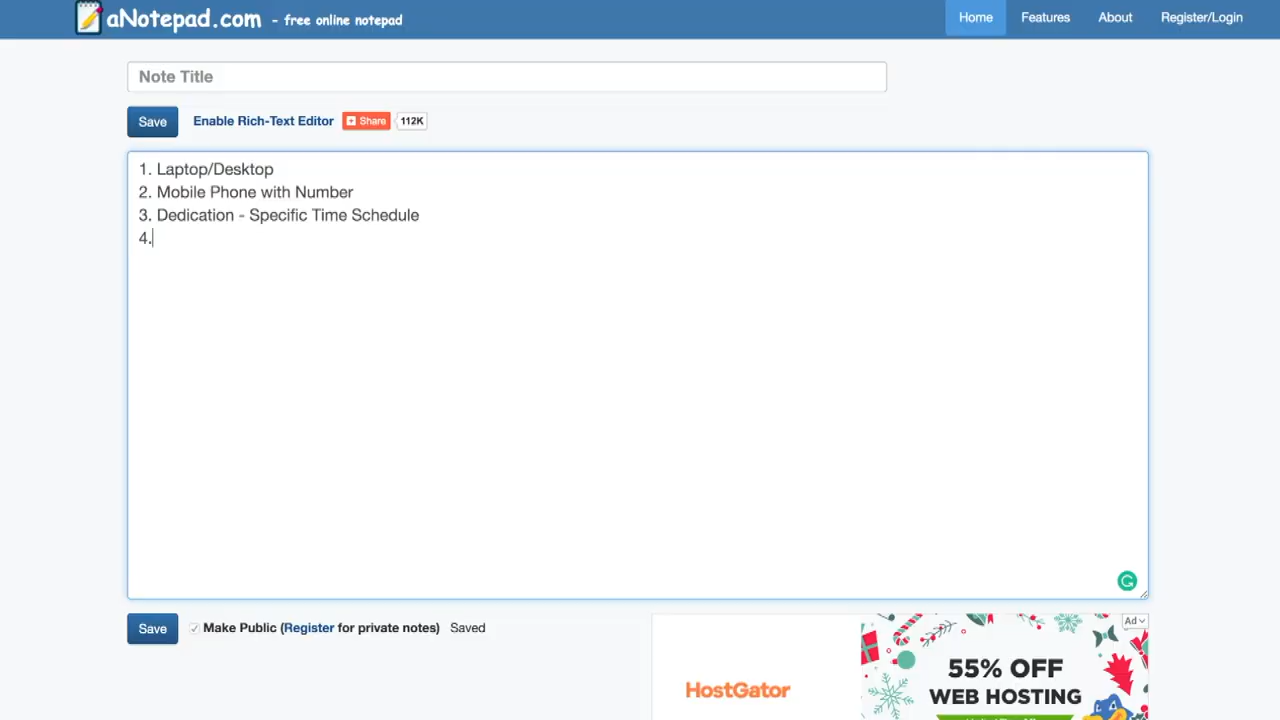 aNotepad.com - free online notepad
Home Features About Register/Login
Note Title
Save Enable Rich-Text Editor Share 112K
1. Laptop/Desktop
2. Mobile Phone with Number
3. Dedication - Specific Time Schedule
4.
Save Make Public (Register for private notes) Saved
Ad
HostGator
55% OFF
WEB HOSTING